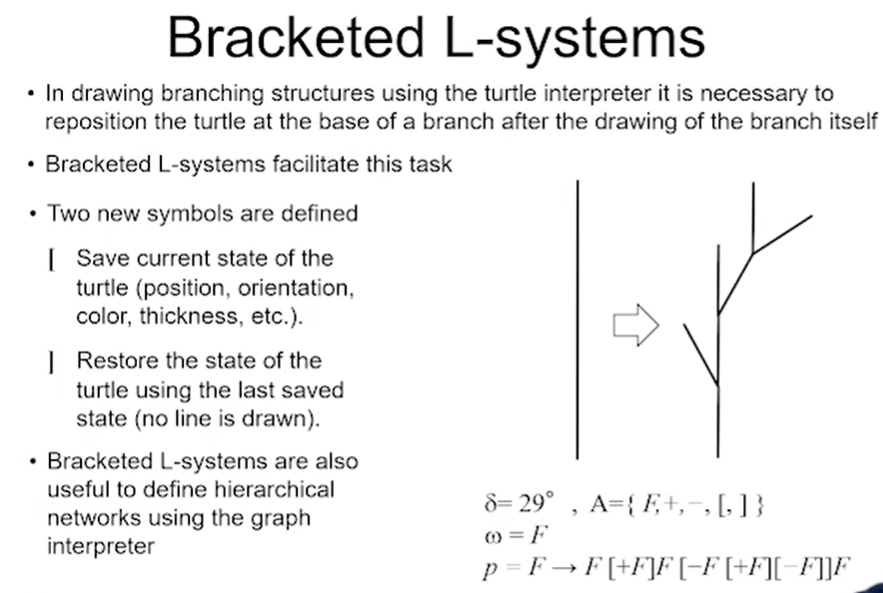 Bracketed L-systems
• In drawing branching structures using the turtle interpreter it is necessary to
reposition the turtle at the base of a branch after the drawing of the branch itself
• Bracketed L-systems facilitate this task
• Two new symbols are defined
[ Save current state of the
turtle (position, orientation,
color, thickness, etc.).
] Restore the state of the
turtle using the last saved
state (no line is drawn).
• Bracketed L-systems are also
useful to define hierarchical
networks using the graph
interpreter
δ= 29° , A={ F,+,−, [, ] }
ω = F
p = F → F [+F]F [−F [+F][−F]]F